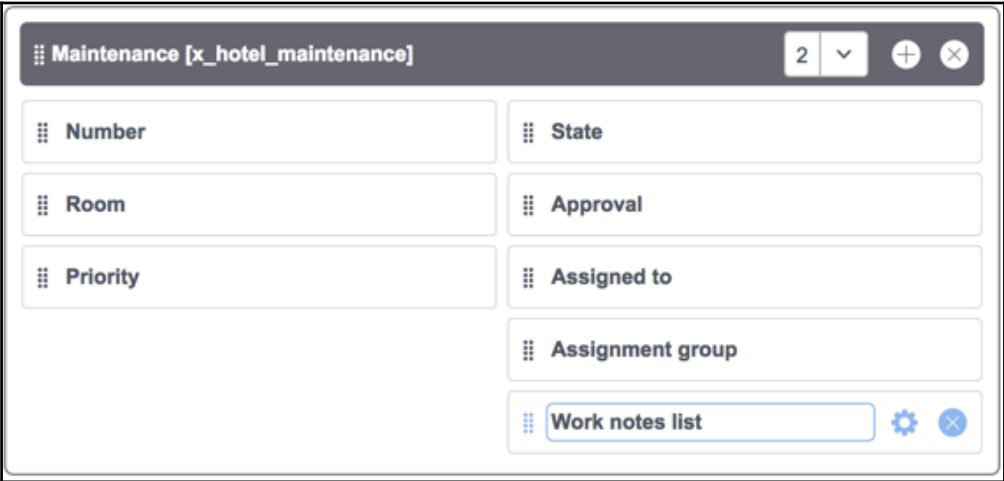 Maintenance [x_hotel_maintenance] 2
Number
State
Room
Approval
Priority
Assigned to
Assignment group
Work notes list